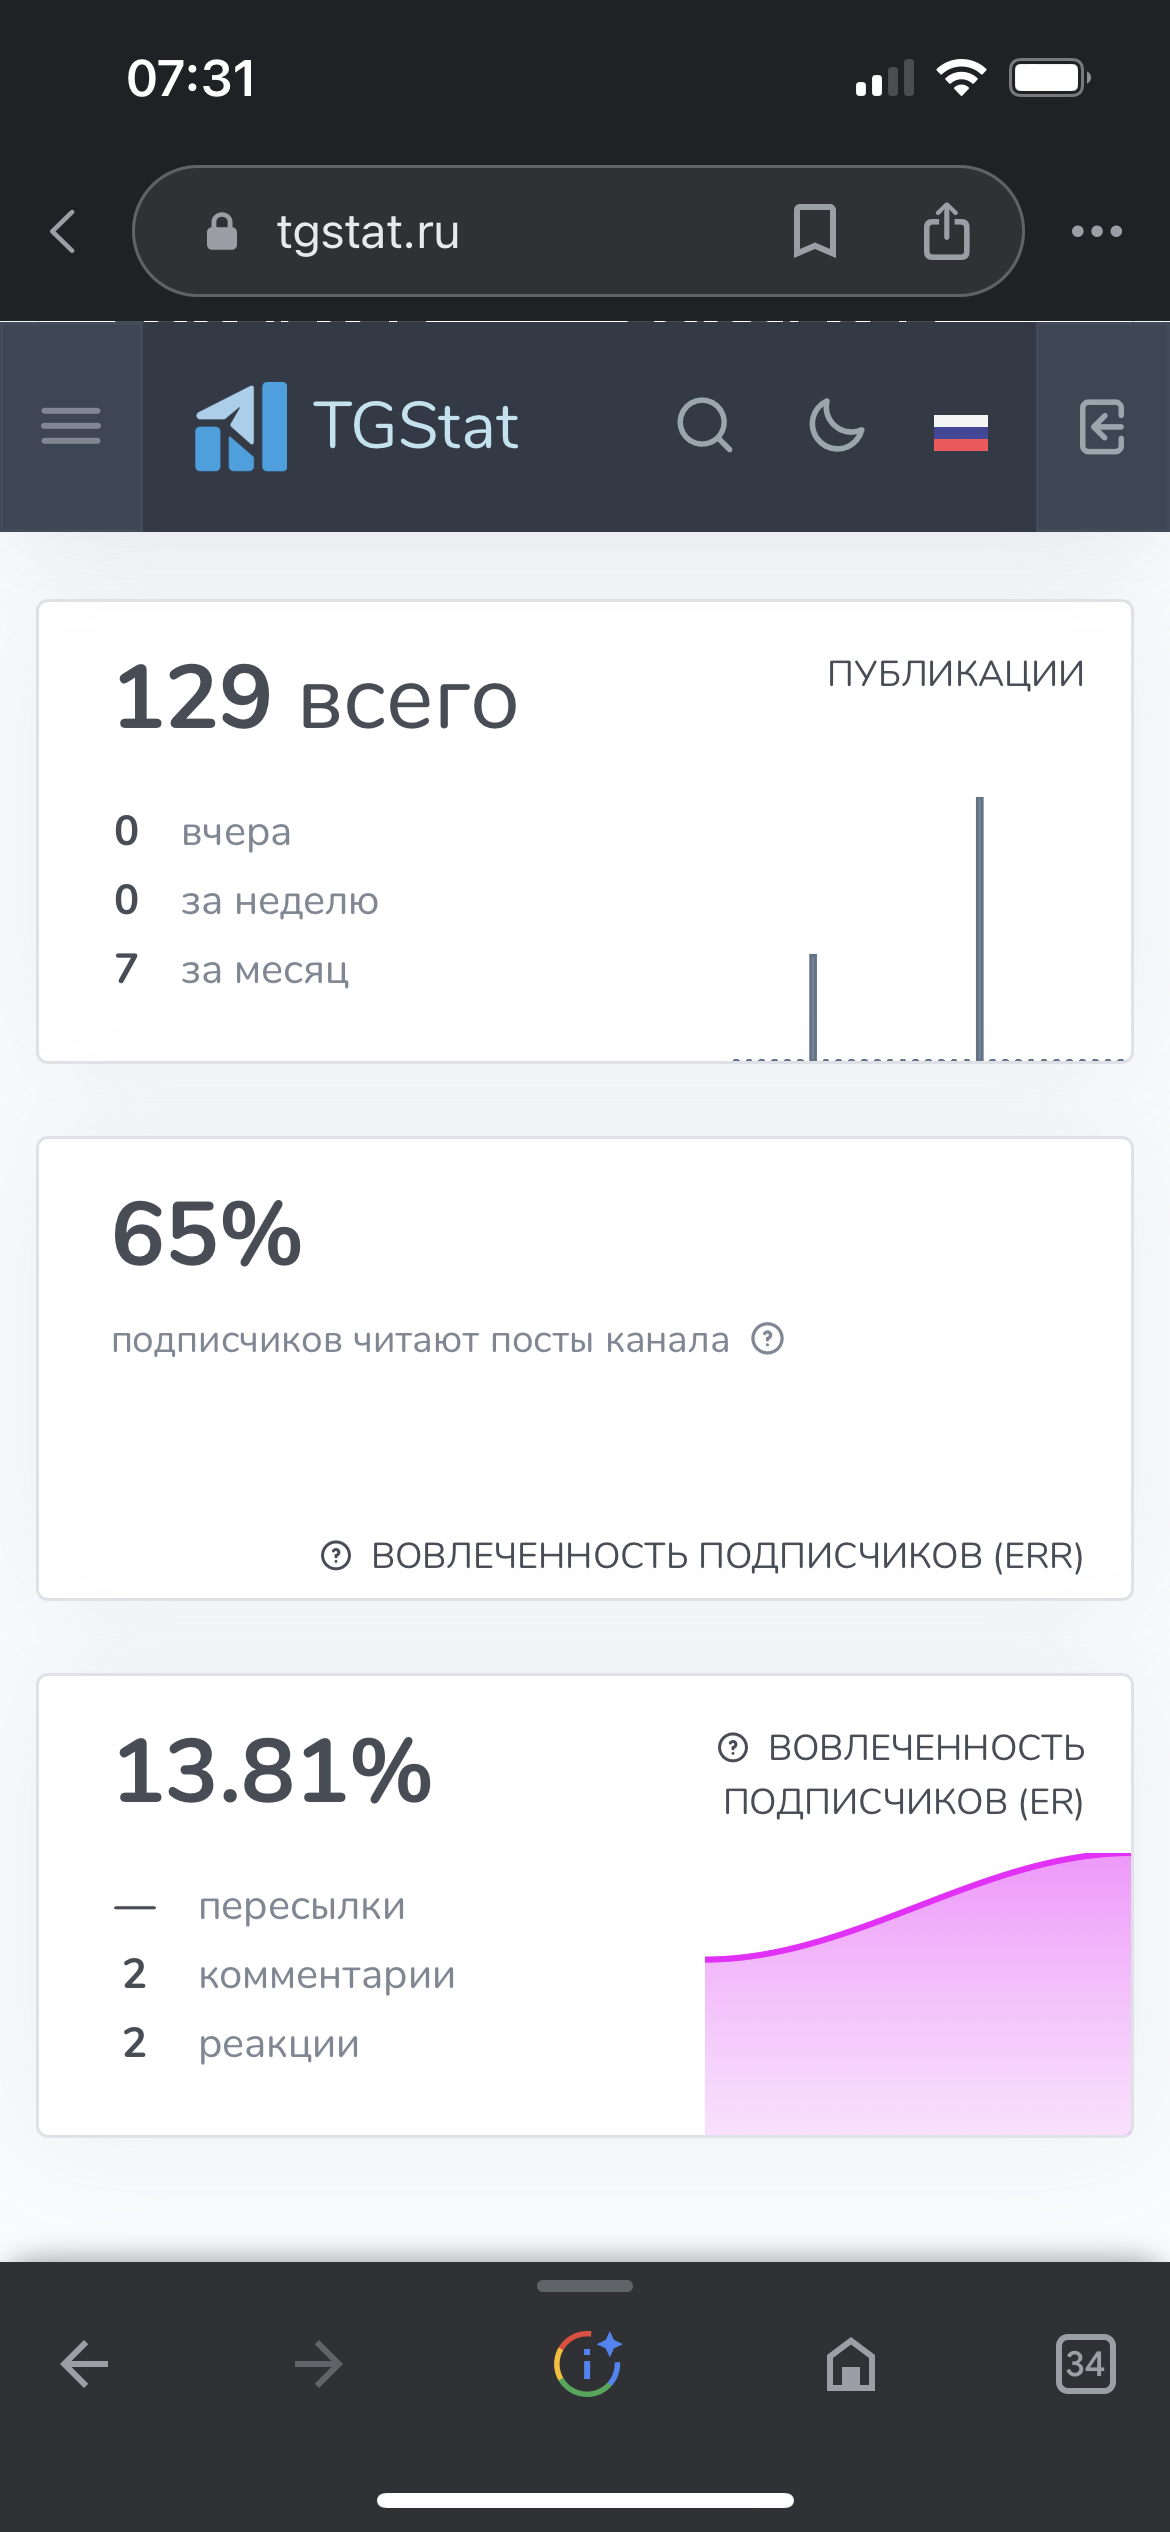 07:31
tgstat.ru
TGStat
129 всего
ПУБЛИКАЦИИ
0 вчера
0 за неделю
7 за месяц
65%
подписчиков читают посты канала
ВОВЛЕЧЕННОСТЬ ПОДПИСЧИКОВ (ERR)
13.81%
ВОВЛЕЧЕННОСТЬ
ПОДПИСЧИКОВ (ER)
— пересылки
2 комментарии
2 реакции
34